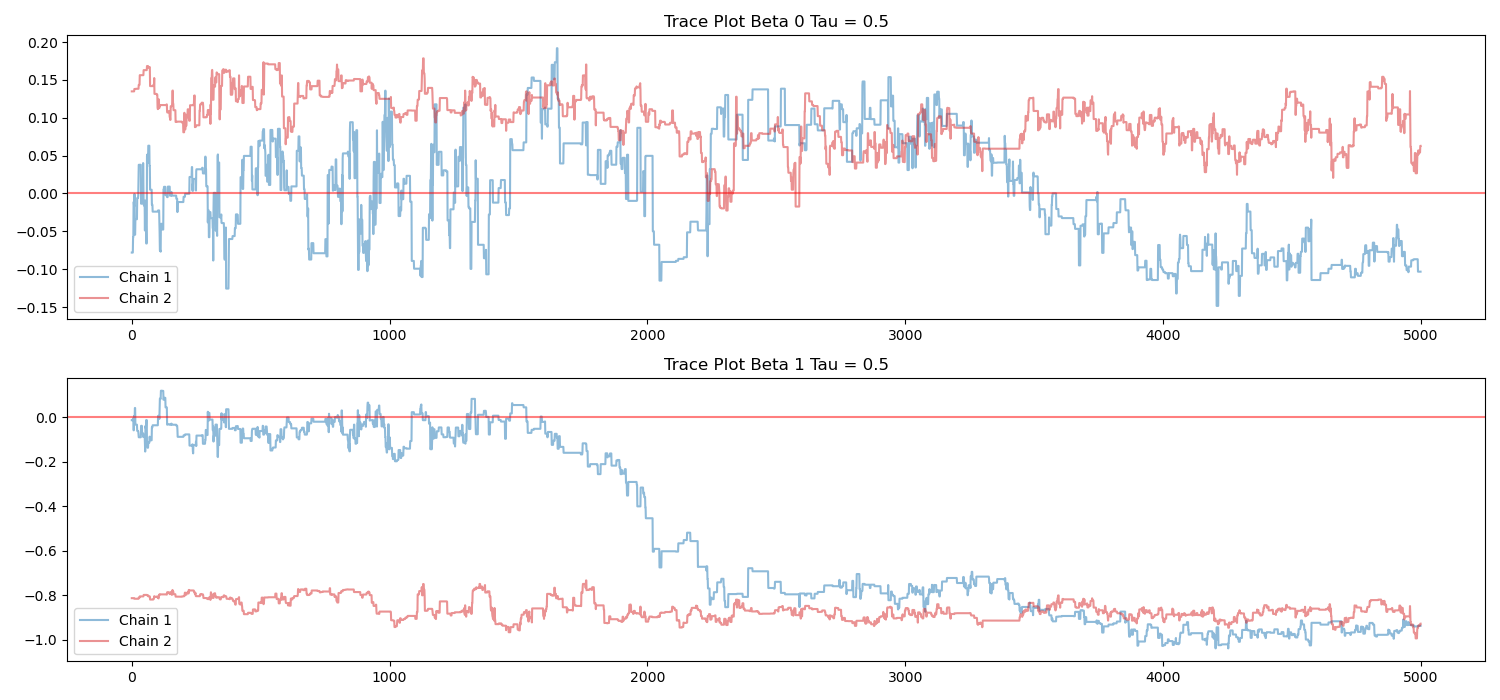 Trace Plot Beta 0 Tau = 0.5
0.20
0.15
0.10
0.05
0.00
−0.05
−0.10
−0.15
Chain 1
Chain 2
0 1000 2000 3000 4000 5000
Trace Plot Beta 1 Tau = 0.5
0.0
−0.2
−0.4
−0.6
−0.8
−1.0
Chain 1
Chain 2
0 1000 2000 3000 4000 5000